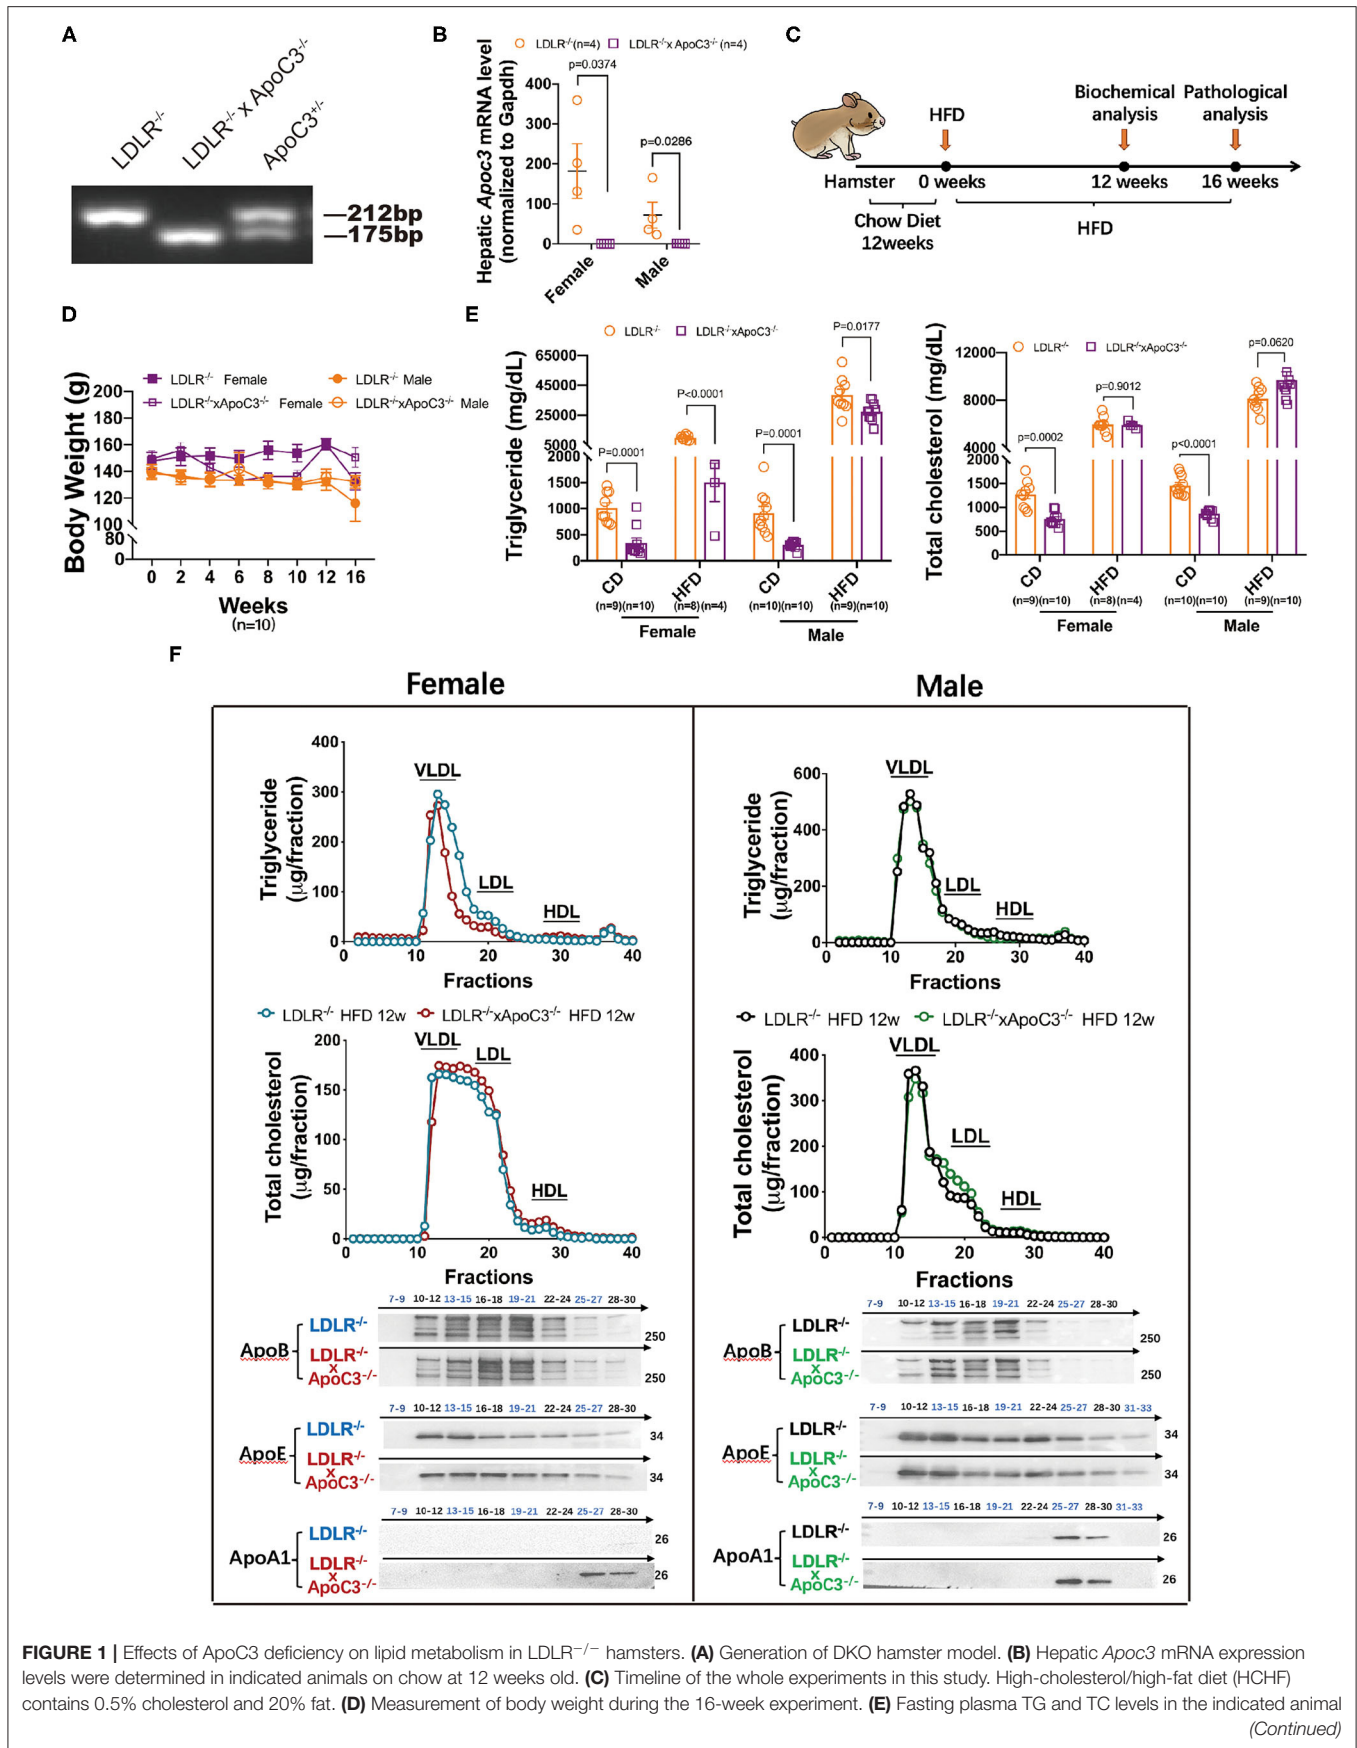 A
LDLR-/-
LDLR-/- x ApoC3-/-
ApoC3+/-
212bp
175bp
B
LDLR-/- (n=4) LDLR-/- x ApoC3-/- (n=4)
Hepatic Apoc3 mRNA level
(normalized to Gapdh)
400
300
200
100
0
p=0.0374
p=0.0286
Female
Male
C
HFD
Biochemical
analysis
Pathological
analysis
Hamster 0 weeks 12 weeks 16 weeks
Chow Diet
12weeks
HFD
D
LDLR-/- Female LDLR-/- Male
LDLR-/-xApoC3-/- Female LDLR-/-xApoC3-/- Male
Body Weight (g)
200
180
160
140
120
100
80
0
0 2 4 6 8 10 12 16
Weeks
(n=10)
E
LDLR-/- LDLR-/-xApoC3-/-
Triglyceride (mg/dL)
65000
45000
25000
5000
2000
1500
1000
500
0
P=0.0001
P<0.0001
P=0.0001
P=0.0177
CD HFD CD HFD
(n=9)(n=10) (n=8)(n=4) (n=10)(n=10) (n=9)(n=10)
Female Male
LDLR-/- LDLR-/-xApoC3-/-
Total cholesterol (mg/dL)
12000
8000
4000
2000
1500
1000
500
0
p=0.0002
p=0.9012
p<0.0001
p=0.0620
CD HFD CD HFD
(n=9)(n=10) (n=8)(n=4) (n=10)(n=10) (n=9)(n=10)
Female Male
F
Female Male
Triglyceride
(μg/fraction)
400
300
200
100
0
VLDL
LDL
HDL
0 10 20 30 40
Fractions
Triglyceride
(μg/fraction)
600
400
200
0
VLDL
LDL
HDL
0 10 20 30 40
Fractions
LDLR-/- HFD 12w LDLR-/-xApoC3-/- HFD 12w
LDLR-/- HFD 12w LDLR-/-xApoC3-/- HFD 12w
Total cholesterol
(μg/fraction)
200
150
100
50
0
VLDL
LDL
HDL
0 10 20 30 40
Fractions
Total cholesterol
(μg/fraction)
400
300
200
100
0
VLDL
LDL
HDL
0 10 20 30 40
Fractions
7-9 10-12 13-15 16-18 19-21 22-24 25-27 28-30
ApoB
LDLR-/-
250
LDLR-/-
x
ApoC3-/-
250
7-9 10-12 13-15 16-18 19-21 22-24 25-27 28-30
ApoE
LDLR-/-
34
LDLR-/-
x
ApoC3-/-
34
7-9 10-12 13-15 16-18 19-21 22-24 25-27 28-30
ApoA1
LDLR-/-
26
LDLR-/-
x
ApoC3-/-
26
7-9 10-12 13-15 16-18 19-21 22-24 25-27 28-30
ApoB
LDLR-/-
250
LDLR-/-
x
ApoC3-/-
250
7-9 10-12 13-15 16-18 19-21 22-24 25-27 28-30 31-33
ApoE
LDLR-/-
34
LDLR-/-
x
ApoC3-/-
34
7-9 10-12 13-15 16-18 19-21 22-24 25-27 28-30 31-33
ApoA1
LDLR-/-
26
LDLR-/-
x
ApoC3-/-
26
FIGURE 1 | Effects of ApoC3 deficiency on lipid metabolism in LDLR−/− hamsters. (A) Generation of DKO hamster model. (B) Hepatic Apoc3 mRNA expression
levels were determined in indicated animals on chow at 12 weeks old. (C) Timeline of the whole experiments in this study. High-cholesterol/high-fat diet (HCHF)
contains 0.5% cholesterol and 20% fat. (D) Measurement of body weight during the 16-week experiment. (E) Fasting plasma TG and TC levels in the indicated animal
(Continued)